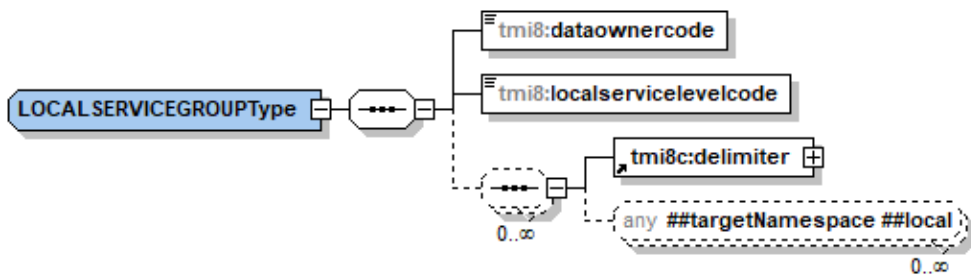 tmi8:dataownercode
tmi8:localservicelevelcode
LOCALSERVICEGROUPType
tmi8c:delimiter
any ##targetNamespace ##local
0..∞
0..∞